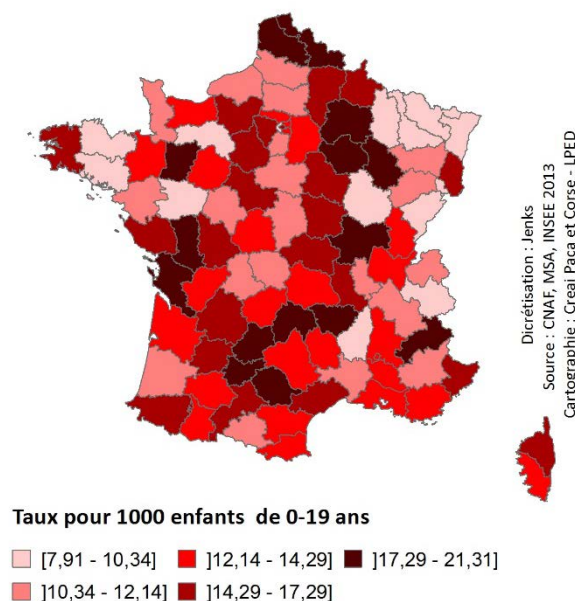 Dicrétisation : Jenks
Source : CNAF, MSA, INSEE 2013
Cartographie : Creai Paca et Corse - LPED
Taux pour 1000 enfants de 0-19 ans
[7,91 - 10,34] ]12,14 - 14,29] ]17,29 - 21,31]
]10,34 - 12,14] ]14,29 - 17,29]